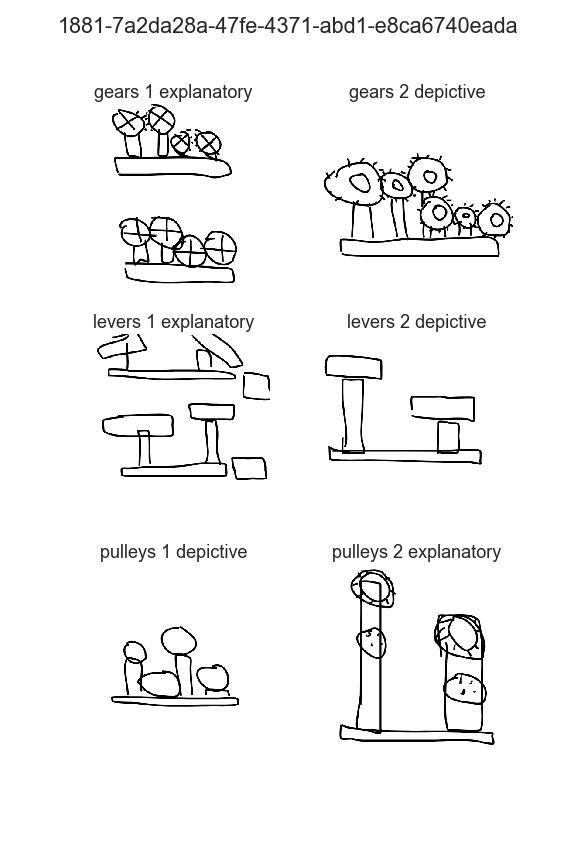 1881-7a2da28a-47fe-4371-abd1-e8ca6740eada
gears 1 explanatory
gears 2 depictive
levers 1 explanatory
levers 2 depictive
pulleys 1 depictive
pulleys 2 explanatory